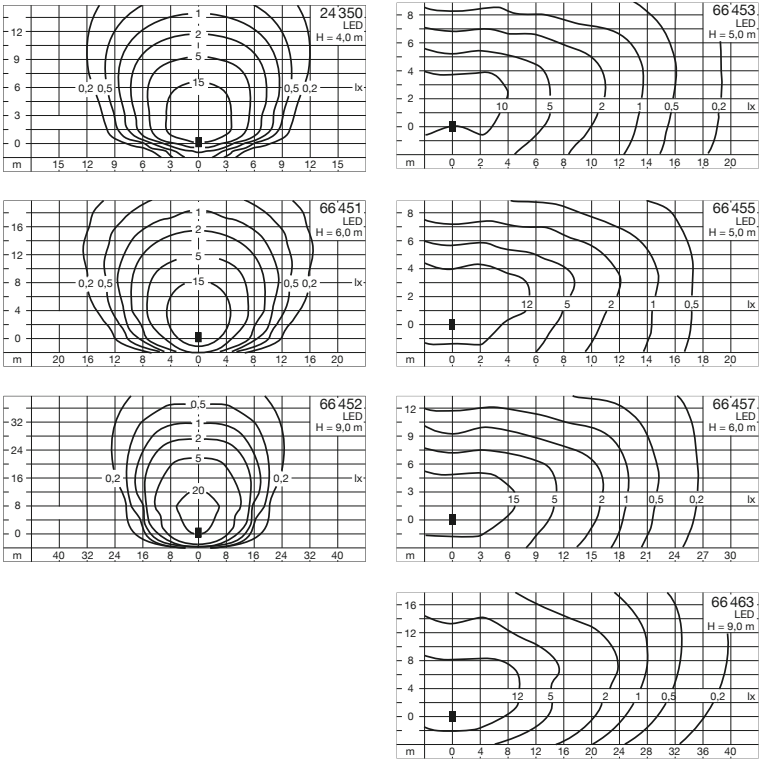 24 350
LED
H = 4,0 m
12
9
6
3
0
1
2
5
15
0,2 0,5
0,5 0,2
lx
m 15 12 9 6 3 0 3 6 9 12 15
66 451
LED
H = 6,0 m
16
12
8
4
0
1
2
5
15
0,2 0,5
0,5 0,2
lx
m 20 16 12 8 4 0 4 8 12 16 20
66 452
LED
H = 9,0 m
32
24
16
8
0
0,5
1
2
5
20
0,2
0,2
lx
m 40 32 24 16 8 0 8 16 20 32 40
66 453
LED
H = 5,0 m
8
6
4
2
0
10 5 2 1 0,5 0,2 lx
m 0 2 4 6 8 10 12 14 16 18 20
66 455
LED
H = 5,0 m
8
6
4
2
0
12 5 2 1 0,5 lx
m 0 2 4 6 8 10 12 14 16 18 20
66 457
LED
H = 6,0 m
12
9
6
3
0
15 5 2 1 0,5 0,2 lx
m 0 3 6 9 12 15 18 21 24 27 30
66 463
LED
H = 9,0 m
16
12
8
4
0
12 5 2 1 0,5 0,2 lx
m 0 4 8 12 16 20 24 28 32 36 40